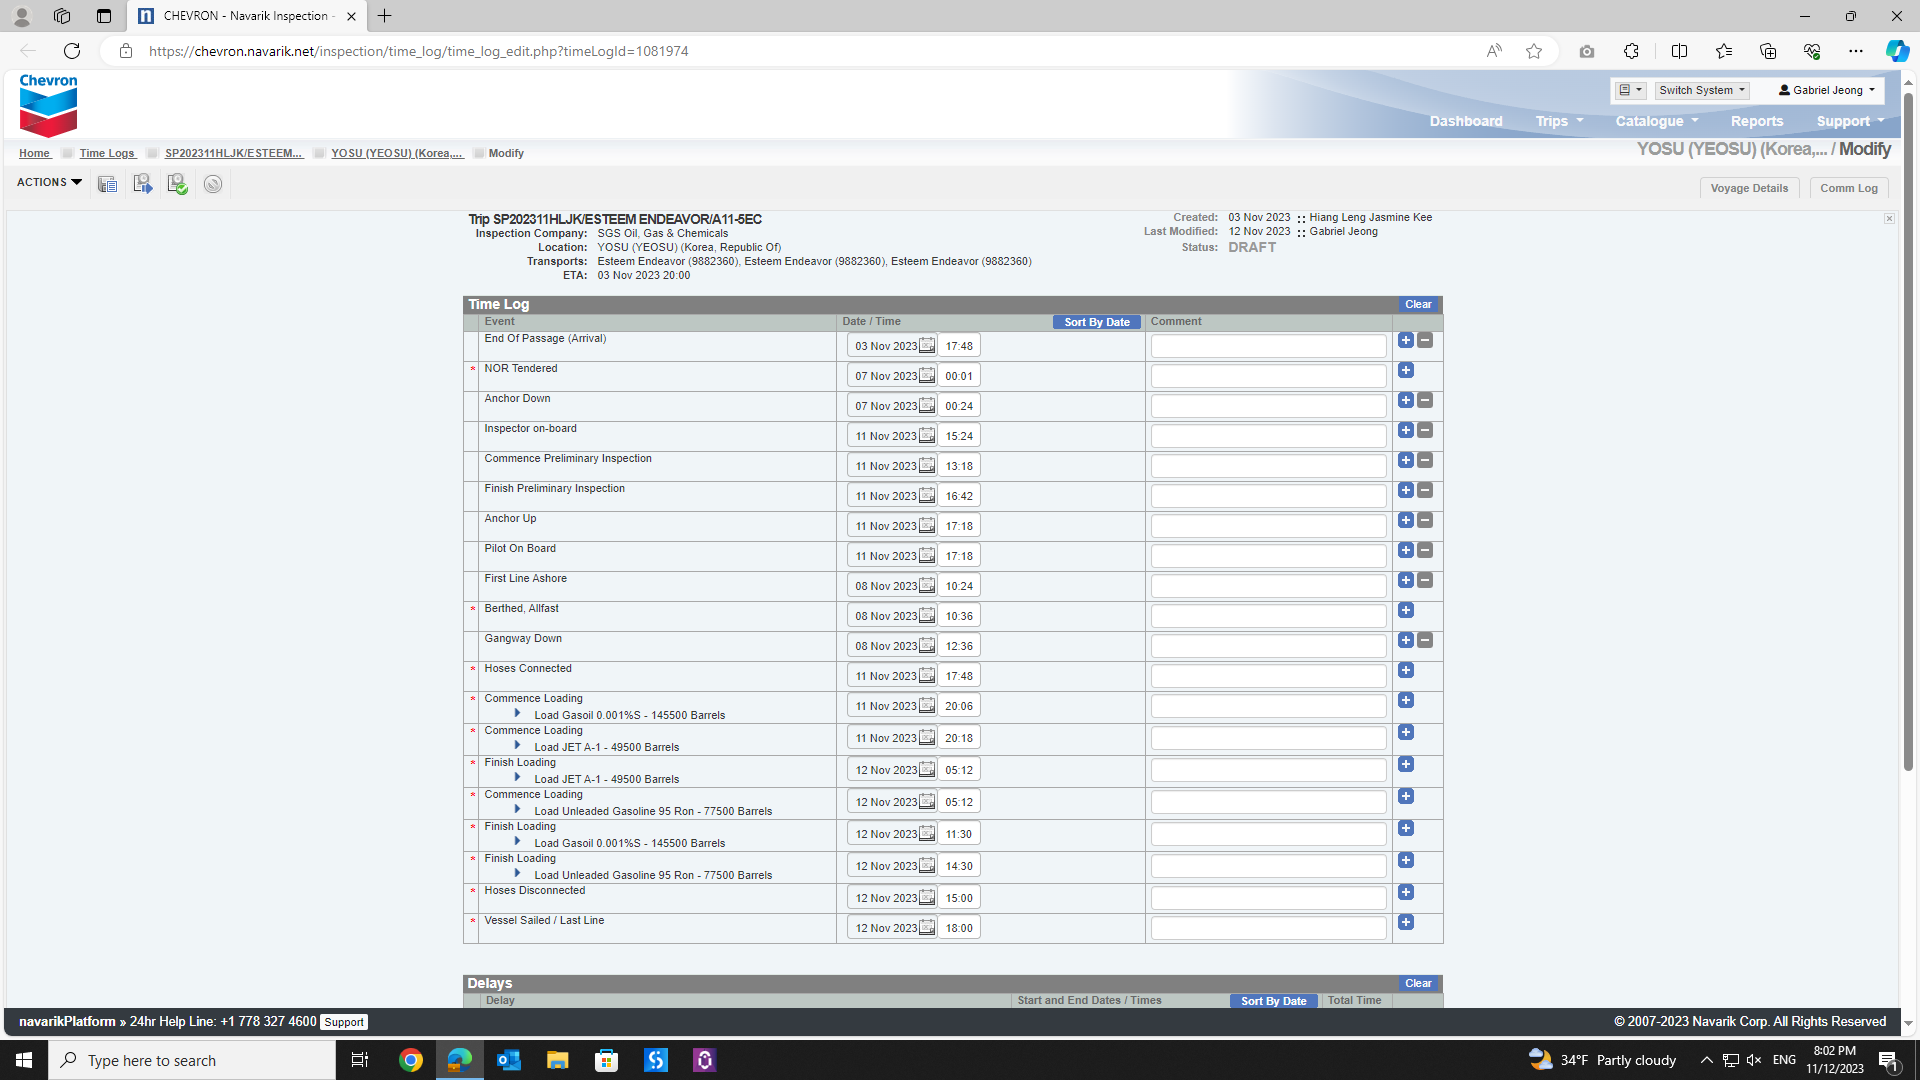 CHEVRON - Navarik Inspection -
https://chevron.navarik.net/inspection/time_log/time_log_edit.php?timeLogId=1081974
Chevron
Switch System
Gabriel Jeong
Dashboard Trips Catalogue Reports Support
Home Time Logs SP202311HLJK/ESTEEM... YOSU (YEOSU) (Korea,... Modify
YOSU (YEOSU) (Korea,... / Modify
ACTIONS
Voyage Details Comm Log
Trip SP202311HLJK/ESTEEM ENDEAVOR/A11-5EC
Inspection Company: SGS Oil, Gas & Chemicals
Location: YOSU (YEOSU) (Korea, Republic Of)
Transports: Esteem Endeavor (9882360), Esteem Endeavor (9882360), Esteem Endeavor (9882360)
ETA: 03 Nov 2023 20:00
Created: 03 Nov 2023 :: Hiang Leng Jasmine Kee
Last Modified: 12 Nov 2023 :: Gabriel Jeong
Status: DRAFT
Time Log Clear
Event Date / Time Sort By Date Comment
End Of Passage (Arrival) 03 Nov 2023 17:48
* NOR Tendered 07 Nov 2023 00:01
Anchor Down 07 Nov 2023 00:24
Inspector on-board 11 Nov 2023 15:24
Commence Preliminary Inspection 11 Nov 2023 13:18
Finish Preliminary Inspection 11 Nov 2023 16:42
Anchor Up 11 Nov 2023 17:18
Pilot On Board 11 Nov 2023 17:18
First Line Ashore 08 Nov 2023 10:24
* Berthed, Allfast 08 Nov 2023 10:36
Gangway Down 08 Nov 2023 12:36
* Hoses Connected 11 Nov 2023 17:48
* Commence Loading 11 Nov 2023 20:06
Load Gasoil 0.001%S - 145500 Barrels
* Commence Loading 11 Nov 2023 20:18
Load JET A-1 - 49500 Barrels
* Finish Loading 12 Nov 2023 05:12
Load JET A-1 - 49500 Barrels
* Commence Loading 12 Nov 2023 05:12
Load Unleaded Gasoline 95 Ron - 77500 Barrels
* Finish Loading 12 Nov 2023 11:30
Load Gasoil 0.001%S - 145500 Barrels
* Finish Loading 12 Nov 2023 14:30
Load Unleaded Gasoline 95 Ron - 77500 Barrels
* Hoses Disconnected 12 Nov 2023 15:00
* Vessel Sailed / Last Line 12 Nov 2023 18:00
Delays Clear
Delay Start and End Dates / Times Sort By Date Total Time
navarikPlatform » 24hr Help Line: +1 778 327 4600 Support
© 2007-2023 Navarik Corp. All Rights Reserved
Type here to search
34°F Partly cloudy
ENG
8:02 PM
11/12/2023
1